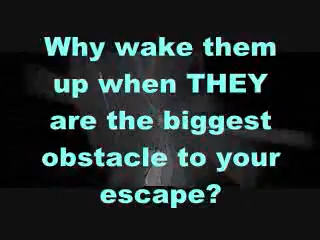 Why wake them
up when THEY
are the biggest
obstacle to your
escape?